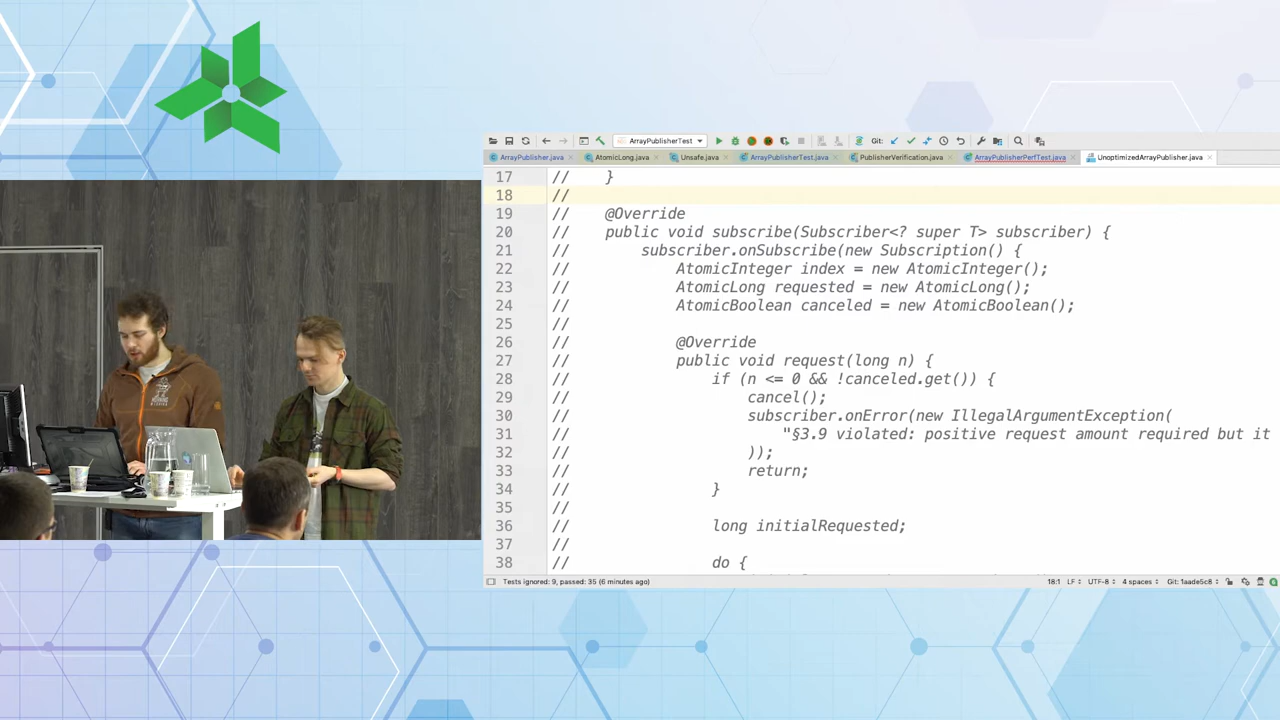 ArrayPublisherTest
Git:
ArrayPublisher.java
AtomicLong.java
Unsafe.java
ArrayPublisherTest.java
PublisherVerification.java
ArrayPublisherPerfTest.java
UnoptimizedArrayPublisher.java
17 // }
18 //
19 // @Override
20 // public void subscribe(Subscriber<? super T> subscriber) {
21 // subscriber.onSubscribe(new Subscription() {
22 // AtomicInteger index = new AtomicInteger();
23 // AtomicLong requested = new AtomicLong();
24 // AtomicBoolean canceled = new AtomicBoolean();
25 //
26 // @Override
27 // public void request(long n) {
28 // if (n <= 0 && !canceled.get()) {
29 // cancel();
30 // subscriber.onError(new IllegalArgumentException(
31 // "§3.9 violated: positive request amount required but it
32 // ));
33 // return;
34 // }
35 //
36 // long initialRequested;
37 //
38 // do {
Tests ignored: 9, passed: 35 (6 minutes ago)
18:1 LF UTF-8 4 spaces Git: 1aade5c8